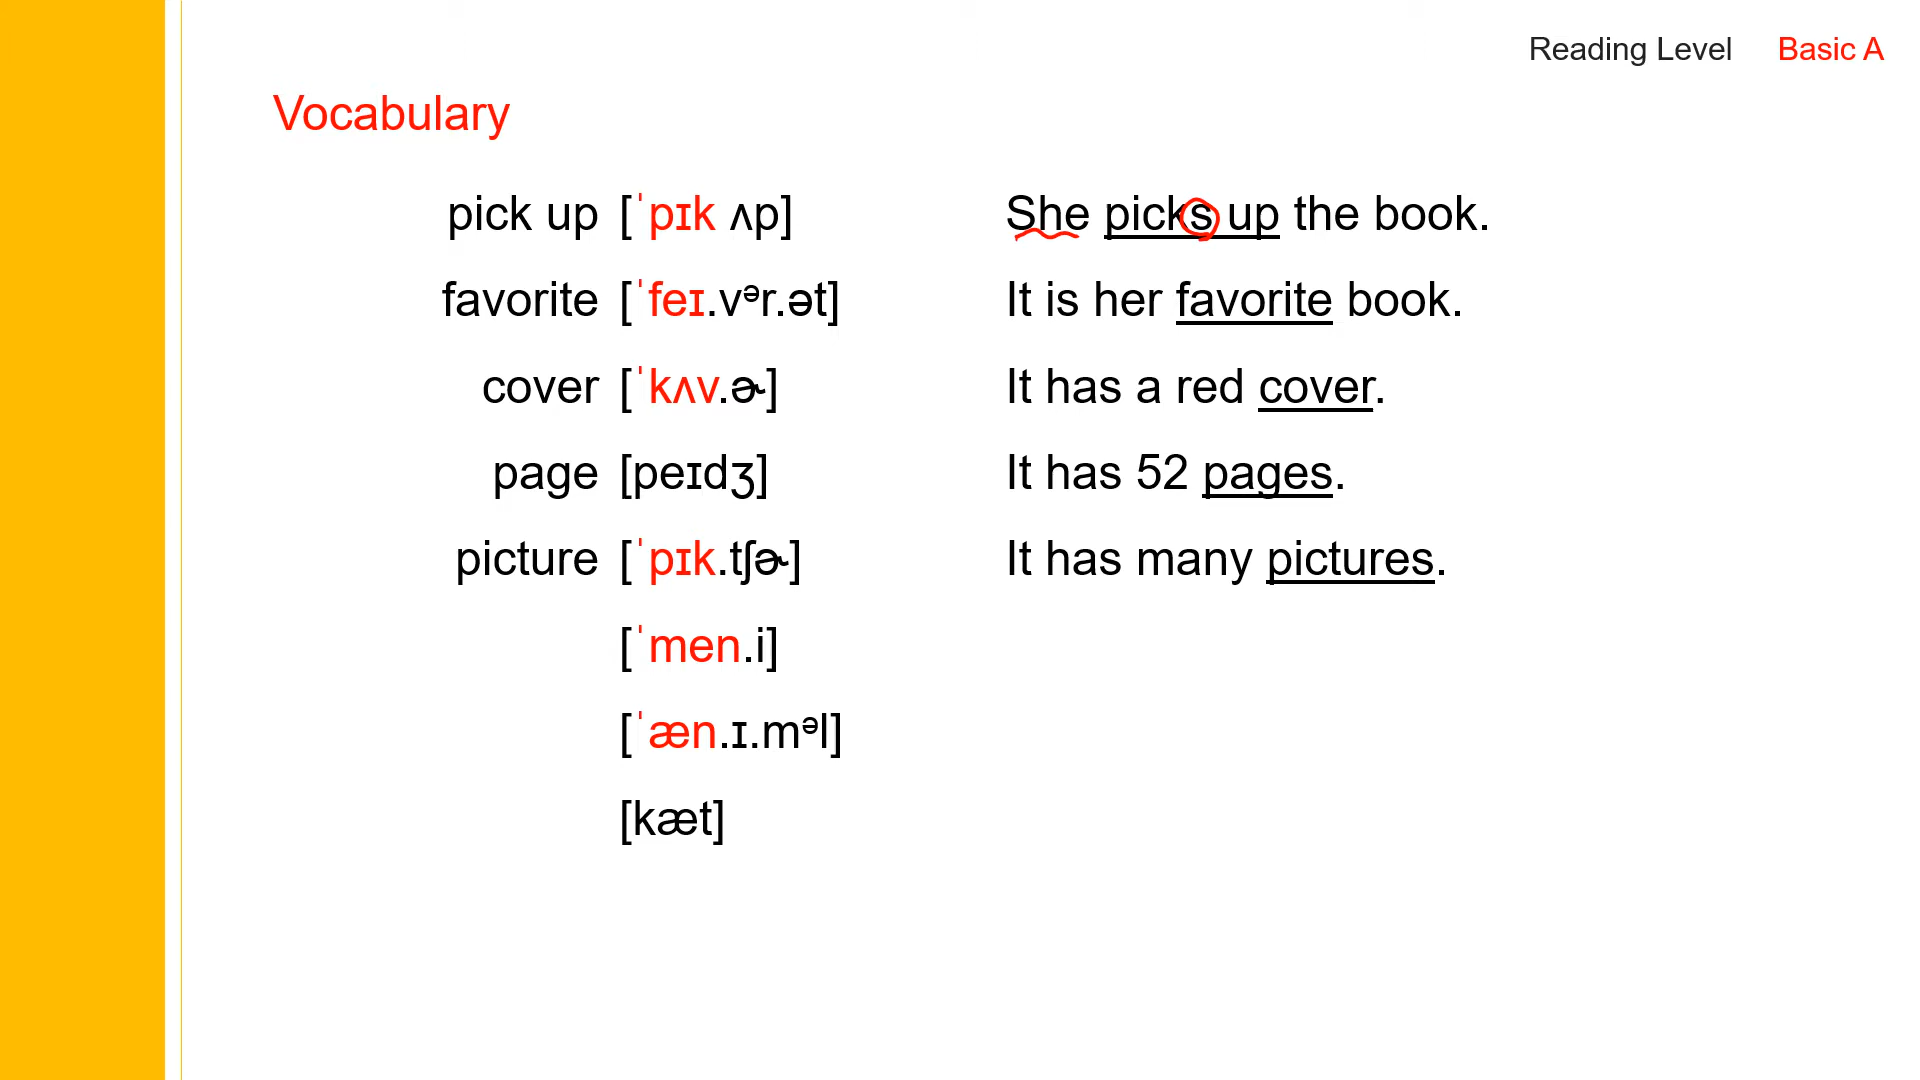 Reading Level Basic A
Vocabulary
pick up [ˈpɪk ʌp] She picks up the book.
favorite [ˈfeɪ.vᵊr.ət] It is her favorite book.
cover [ˈkʌv.ɚ] It has a red cover.
page [peɪdʒ] It has 52 pages.
picture [ˈpɪk.tʃɚ] It has many pictures.
[ˈmen.i]
[ˈæn.ɪ.mᵊl]
[kæt]